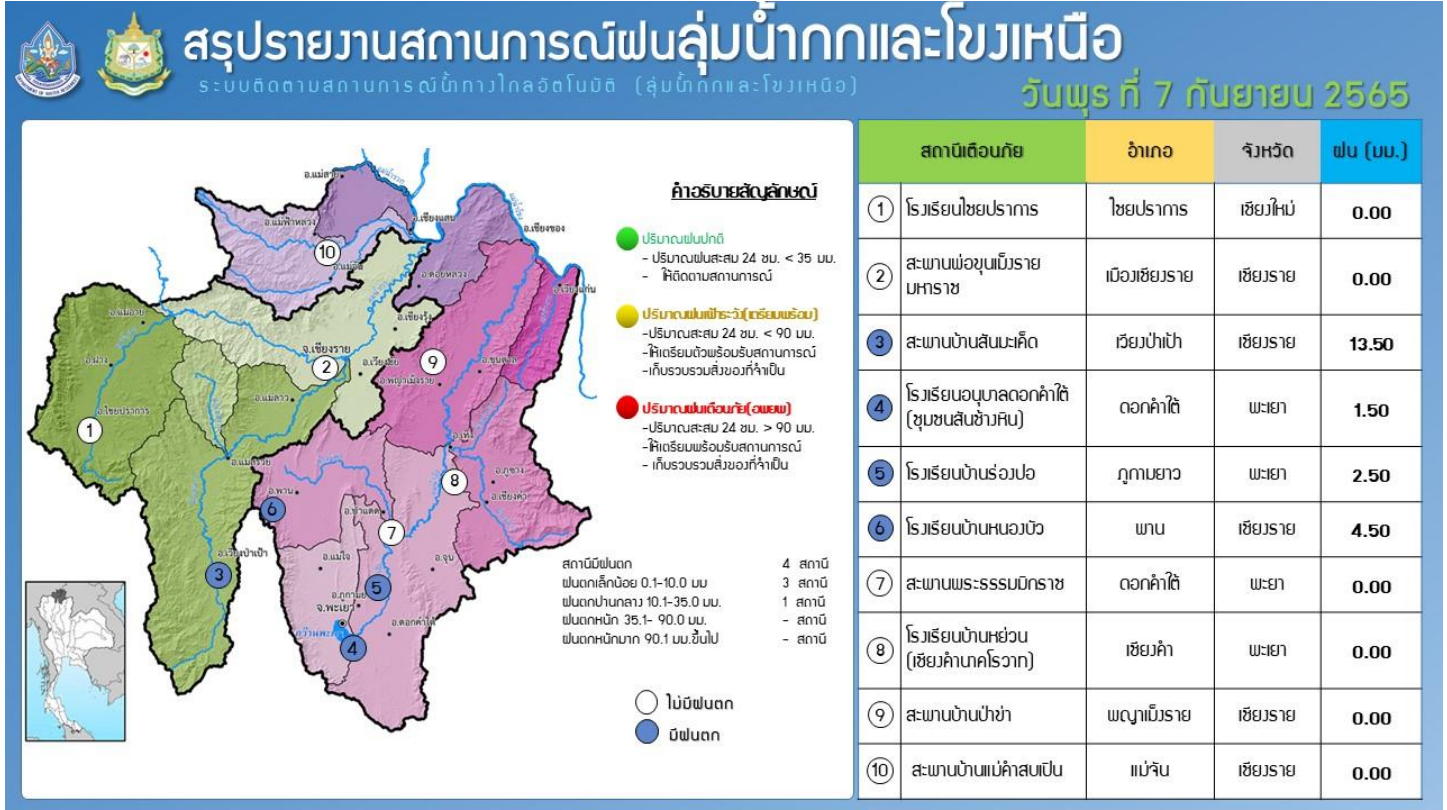 สรุปรายงานสถานการณ์ฝนลุ่มน้ำกกและโขงเหนือ
ระบบติดตามสถานการณ์น้ำทางไกลอัตโนมัติ (ลุ่มน้ำกกและโขงเหนือ)
วันพุธ ที่ 7 กันยายน 2565
อ.แม่สาย
อ.แม่ฟ้าหลวง
อ.เชียงแสน
อ.เชียงของ
10
อ.แม่จัน
อ.ดอยหลวง
อ.เวียงแก่น
อ.แม่อาย
อ.เชียงรุ้ง
จ.เชียงราย
อ.ฝาง
2
อ.เวียงชัย
9
อ.ขุนตาล
อ.พญาเม็งราย
อ.แม่ลาว
อ.ไชยปราการ
1
อ.เทิง
อ.แม่สรวย
8
อ.ภูซาง
อ.พาน
อ.เชียงคำ
6
อ.ป่าแดด
7
อ.เวียงป่าเป้า
อ.แม่ใจ
อ.จุน
3
5
จ.พะเยา
อ.ดอกคำใต้
4
คำอธิบายสัญลักษณ์
ปริมาณฝนปกติ
- ปริมาณฝนสะสม 24 ชม. < 35 มม.
- ให้ติดตามสถานการณ์
ปริมาณฝนเฝ้าระวัง(เตรียมพร้อม)
-ปริมาณสะสม 24 ชม. < 90 มม.
-ให้เตรียมตัวพร้อมรับสถานการณ์
-เก็บรวบรวมสิ่งของที่จำเป็น
ปริมาณฝนเตือนภัย(อพยพ)
-ปริมาณสะสม 24 ชม. > 90 มม.
-ให้เตรียมพร้อมรับสถานการณ์
- เก็บรวบรวมสิ่งของที่จำเป็น
สถานีมีฝนตก 4 สถานี
ฝนตกเล็กน้อย 0.1-10.0 มม 3 สถานี
ฝนตกปานกลาง 10.1-35.0 มม. 1 สถานี
ฝนตกหนัก 35.1- 90.0 มม. - สถานี
ฝนตกหนักมาก 90.1 มม.ขึ้นไป - สถานี
ไม่มีฝนตก
มีฝนตก
สถานีเตือนภัย อำเภอ จังหวัด ฝน (มม.)
1 โรงเรียนไชยปราการ ไชยปราการ เชียงใหม่ 0.00
2 สะพานพ่อขุนเม็งราย
มหาราช เมืองเชียงราย เชียงราย 0.00
3 สะพานบ้านสันมะเค็ด เวียงป่าเป้า เชียงราย 13.50
4 โรงเรียนอนุบาลดอกคำใต้
(ชุมชนสันช้างหิน) ดอกคำใต้ พะเยา 1.50
5 โรงเรียนบ้านร่องปอ ภูกามยาว พะเยา 2.50
6 โรงเรียนบ้านหนองบัว พาน เชียงราย 4.50
7 สะพานพระธรรมมิกราช ดอกคำใต้ พะยา 0.00
8 โรงเรียนบ้านหย่วน
(เชียงคำนาคโรวาท) เชียงคำ พะเยา 0.00
9 สะพานบ้านป่าข่า พญาเม็งราย เชียงราย 0.00
10 สะพานบ้านแม่คำสบเปิน แม่จัน เชียงราย 0.00